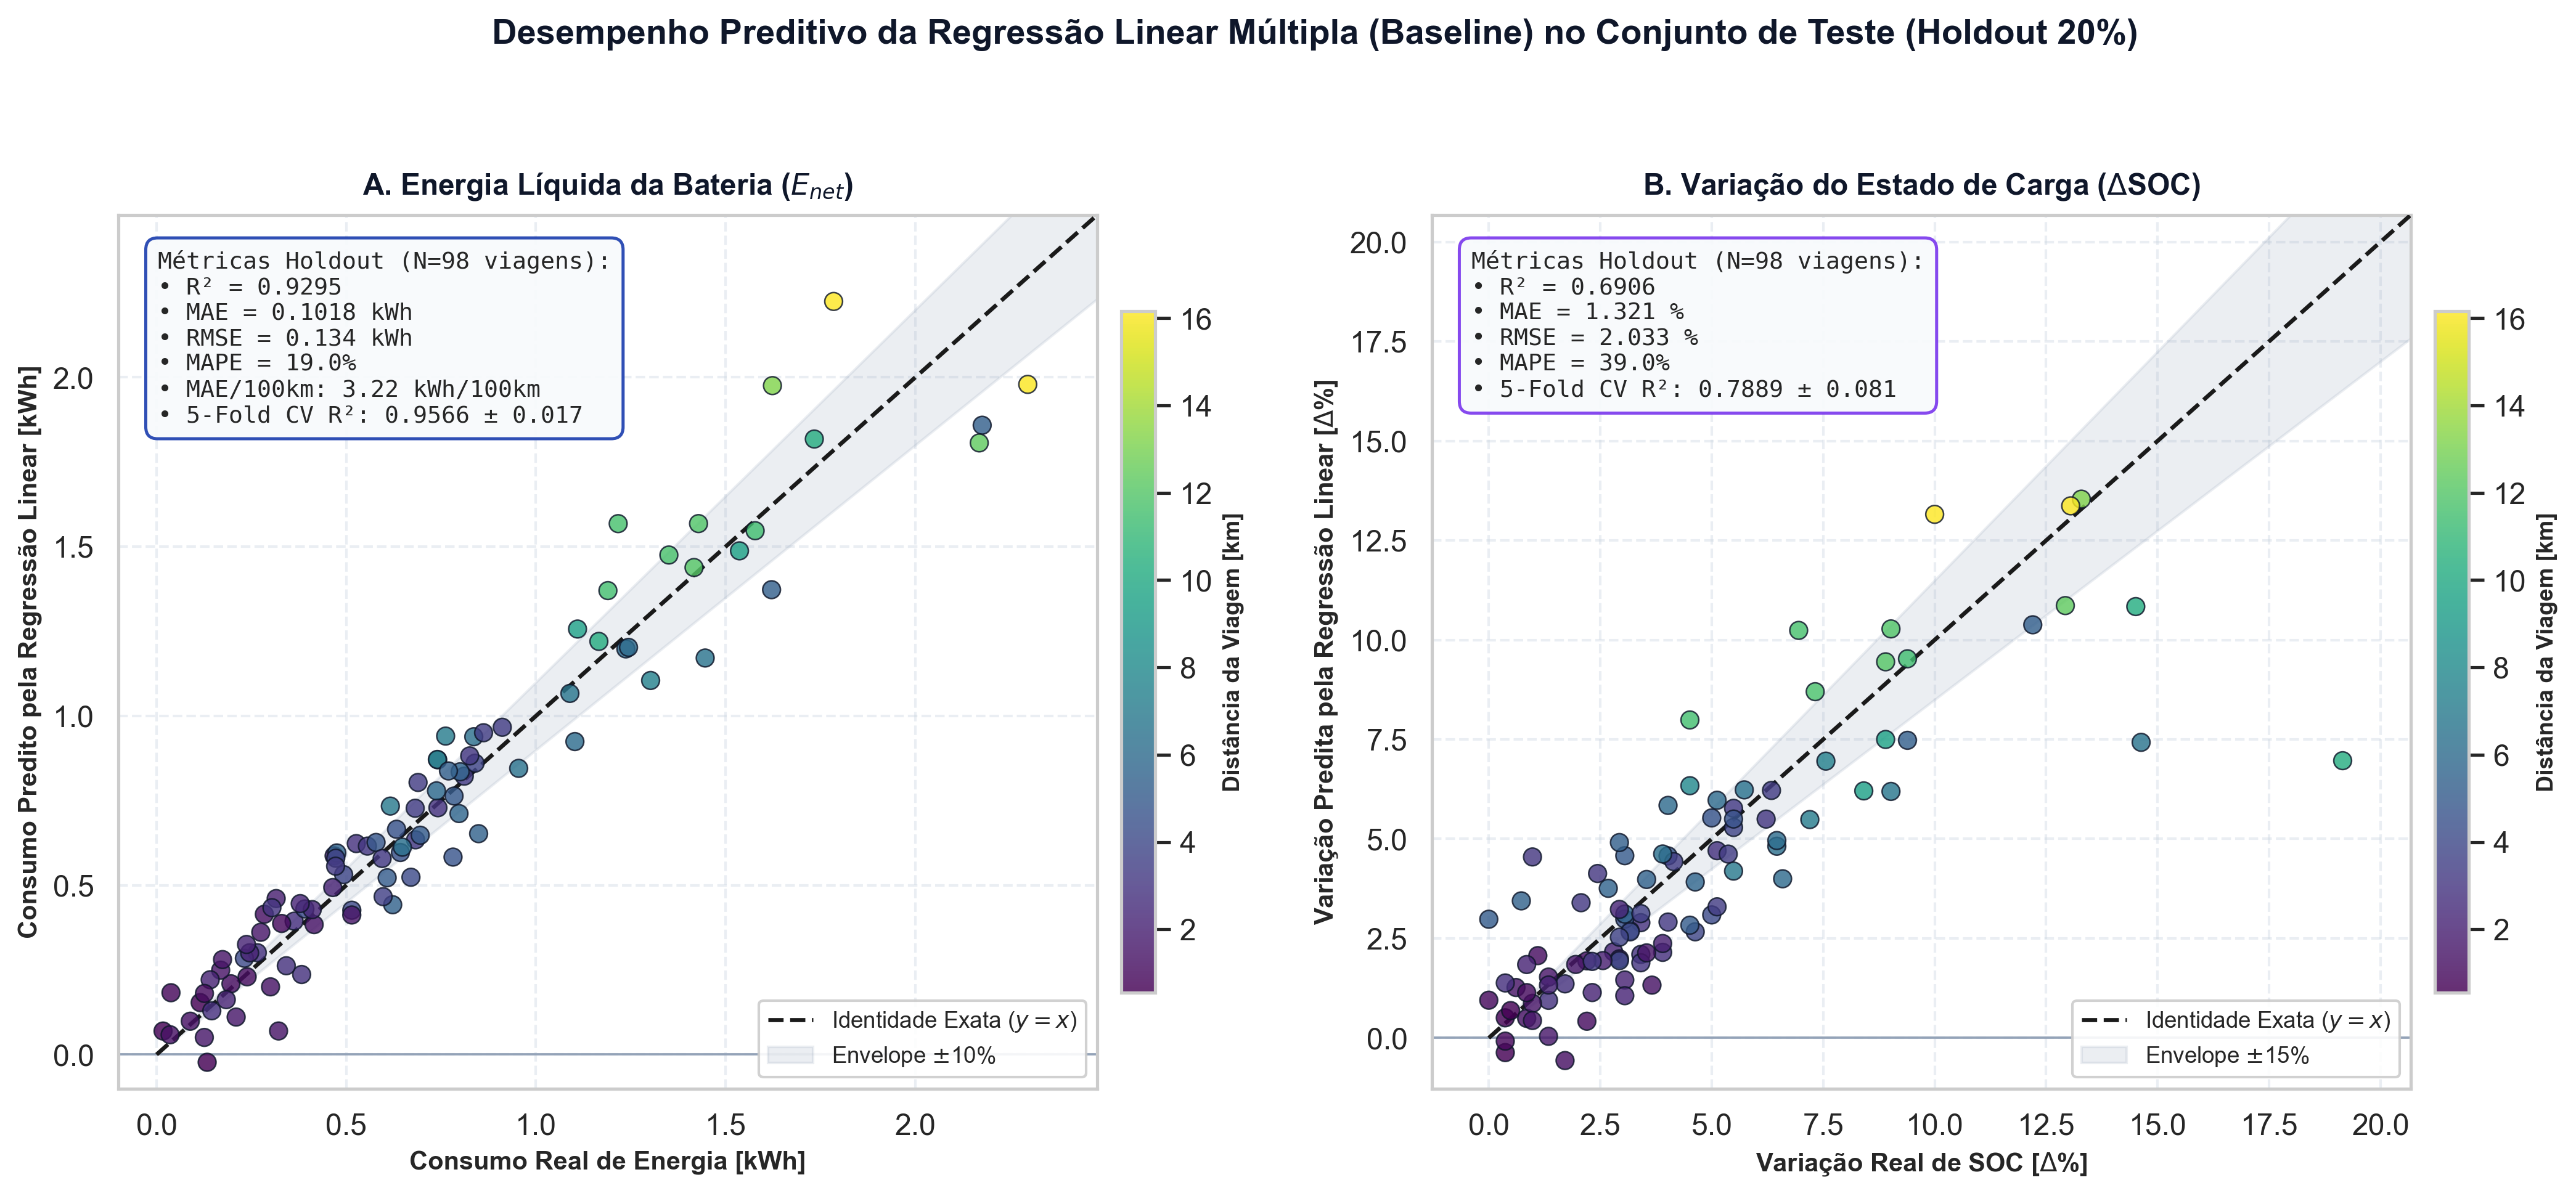 Desempenho Preditivo da Regressão Linear Múltipla (Baseline) no Conjunto de Teste (Holdout 20%)
A. Energia Líquida da Bateria (E_net)
Métricas Holdout (N=98 viagens):
• R² = 0.9295
• MAE = 0.1018 kWh
• RMSE = 0.134 kWh
• MAPE = 19.0%
• MAE/100km: 3.22 kWh/100km
• 5-Fold CV R²: 0.9566 ± 0.017
Consumo Predito pela Regressão Linear [kWh]
2.0
1.5
1.0
0.5
0.0
0.0 0.5 1.0 1.5 2.0
Consumo Real de Energia [kWh]
Identidade Exata (y = x)
Envelope ±10%
16
14
12
10
8
6
4
2
Distância da Viagem [km]
B. Variação do Estado de Carga (ΔSOC)
Métricas Holdout (N=98 viagens):
• R² = 0.6906
• MAE = 1.321 %
• RMSE = 2.033 %
• MAPE = 39.0%
• 5-Fold CV R²: 0.7889 ± 0.081
Variação Predita pela Regressão Linear [Δ%]
20.0
17.5
15.0
12.5
10.0
7.5
5.0
2.5
0.0
0.0 2.5 5.0 7.5 10.0 12.5 15.0 17.5 20.0
Variação Real de SOC [Δ%]
Identidade Exata (y = x)
Envelope ±15%
16
14
12
10
8
6
4
2
Distância da Viagem [km]